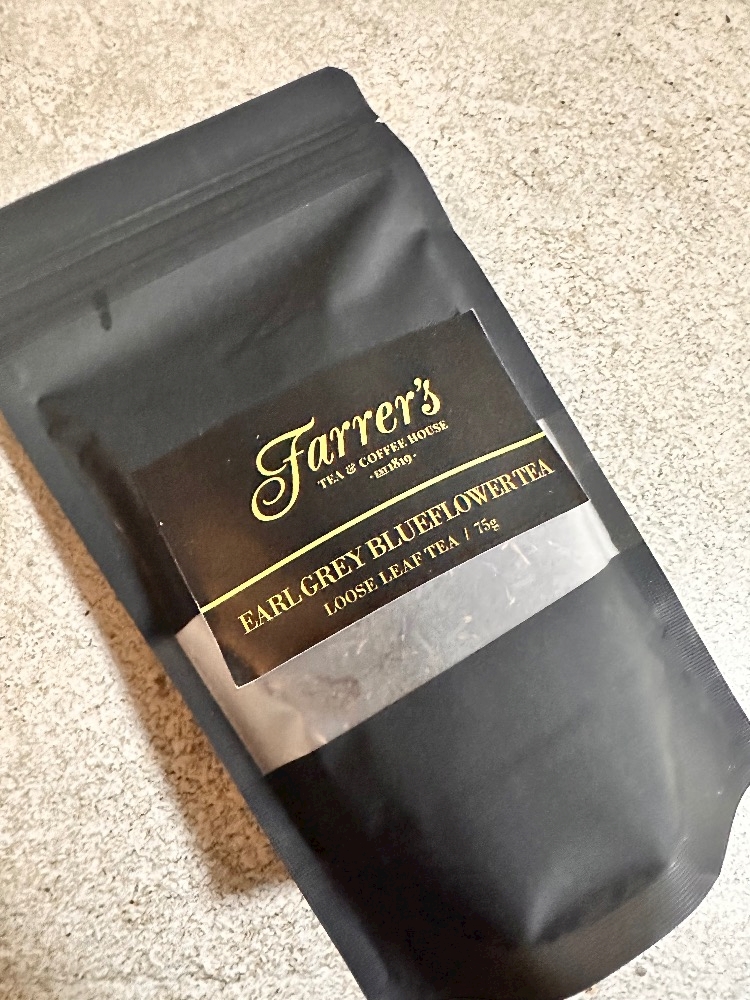 Farrer's
TEA & COFFEE HOUSE
-EST.1819-
EARL GREY BLUEFLOWER TEA
LOOSE LEAF TEA / 75g